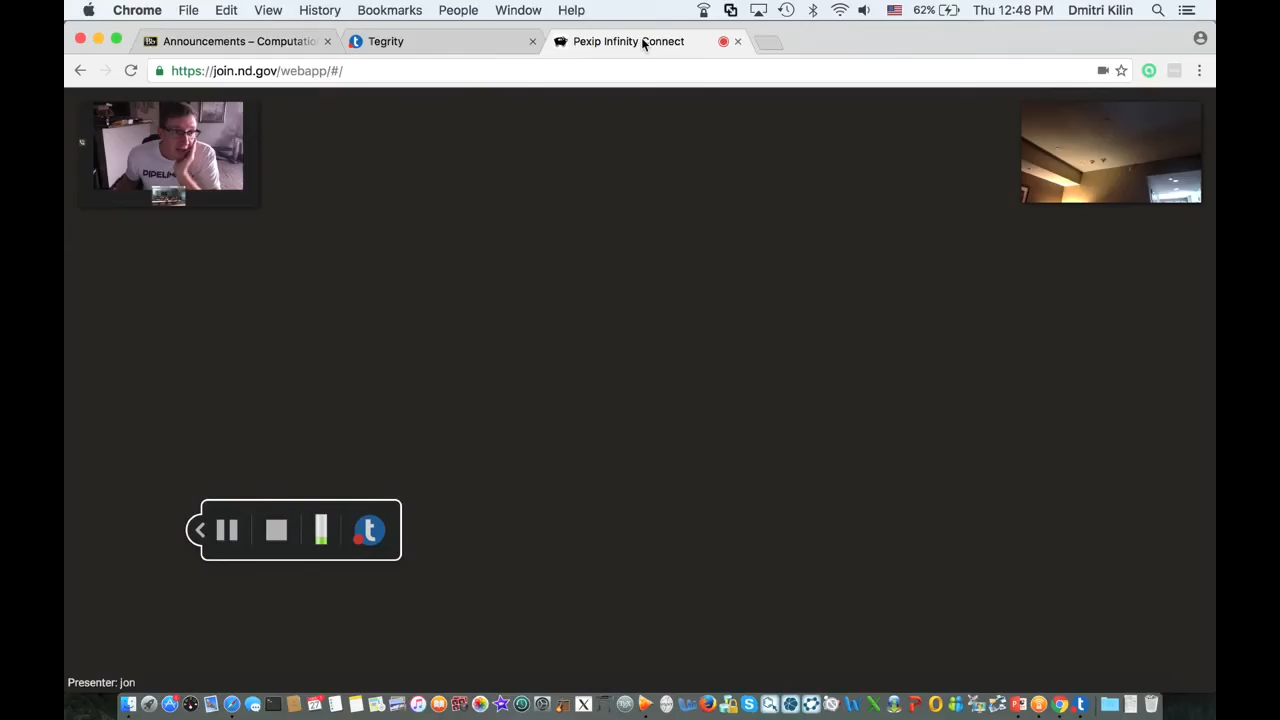 Chrome File Edit View History Bookmarks People Window Help 62% Thu 12:48 PM Dmitri Kilin
Announcements – Computatio
Tegrity
Pexip Infinity Connect
https://join.nd.gov/webapp/#/
PIPELIN
t
Presenter: jon